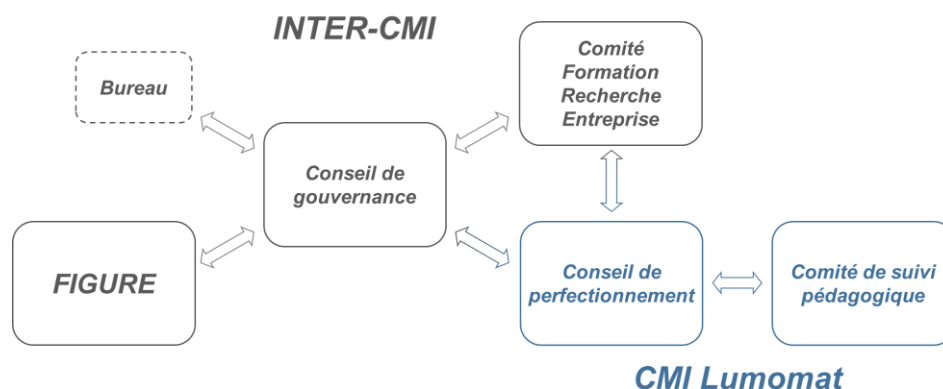 INTER-CMI
Bureau
Comité
Formation
Recherche
Entreprise
Conseil de
gouvernance
FIGURE
Conseil de
perfectionnement
Comité de suivi
pédagogique
CMI Lumomat